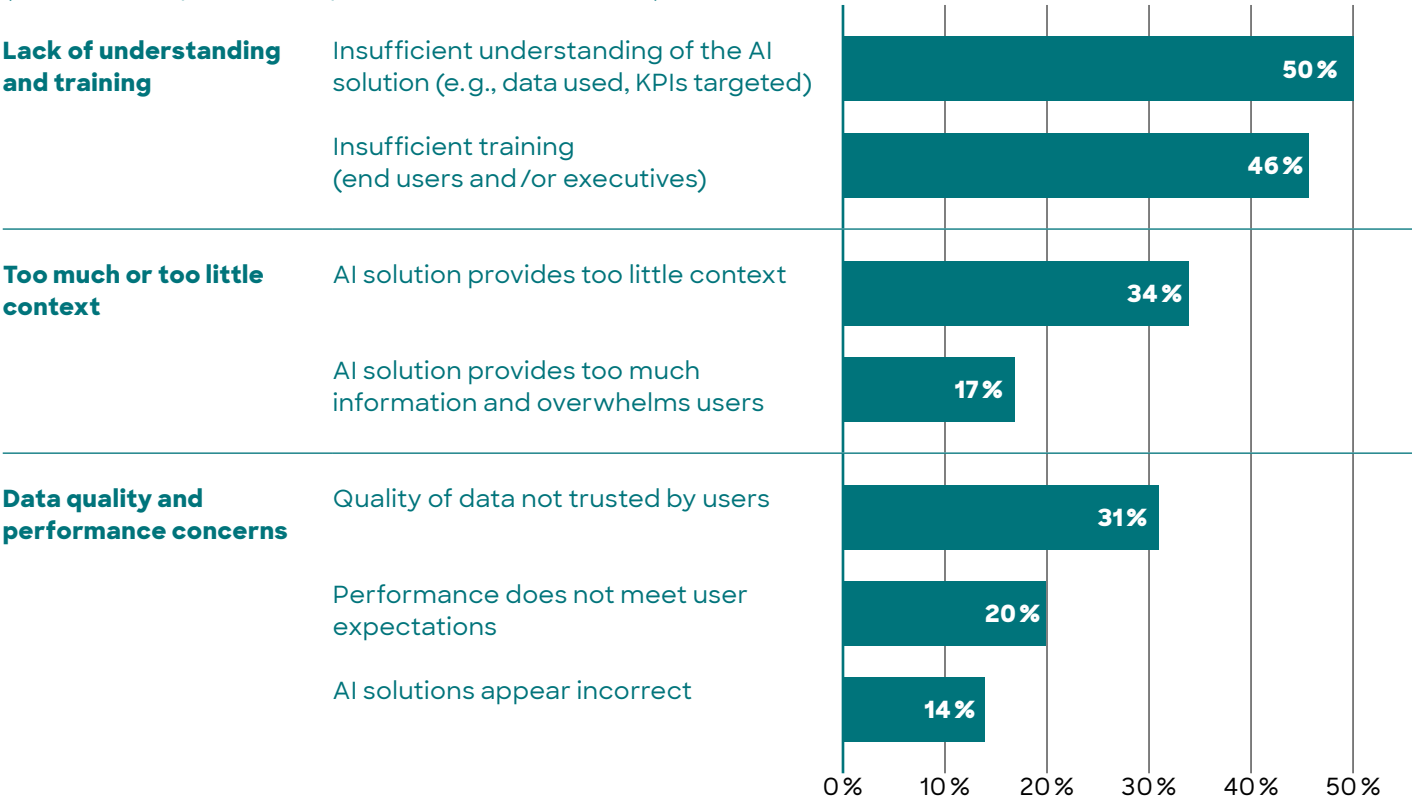 Lack of understanding
and training
Insufficient understanding of the AI
solution (e.g., data used, KPIs targeted)
50%
Insufficient training
(end users and/or executives)
46%
Too much or too little
context
AI solution provides too little context
34%
AI solution provides too much
information and overwhelms users
17%
Data quality and
performance concerns
Quality of data not trusted by users
31%
Performance does not meet user
expectations
20%
AI solutions appear incorrect
14%
0% 10% 20% 30% 40% 50%